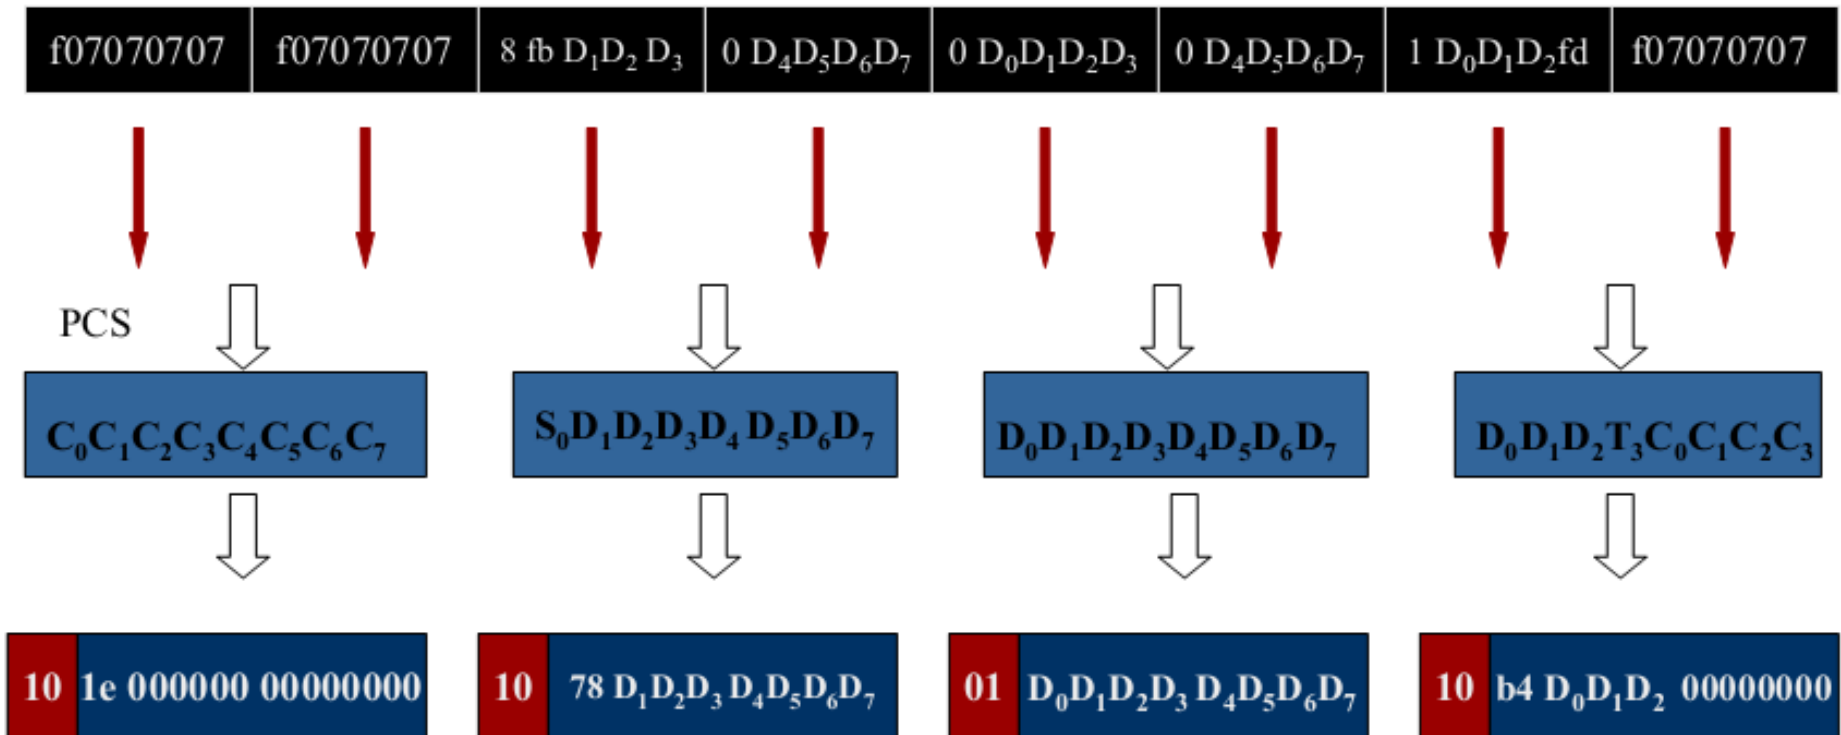 f07070707 f07070707 8 fb D₁D₂ D₃ 0 D₄D₅D₆D₇ 0 D₀D₁D₂D₃ 0 D₄D₅D₆D₇ 1 D₀D₁D₂fd f07070707
PCS
C₀C₁C₂C₃C₄C₅C₆C₇ S₀D₁D₂D₃D₄ D₅D₆D₇ D₀D₁D₂D₃D₄D₅D₆D₇ D₀D₁D₂T₃C₀C₁C₂C₃
10 1e 000000 00000000 10 78 D₁D₂D₃ D₄D₅D₆D₇ 01 D₀D₁D₂D₃ D₄D₅D₆D₇ 10 b4 D₀D₁D₂ 00000000